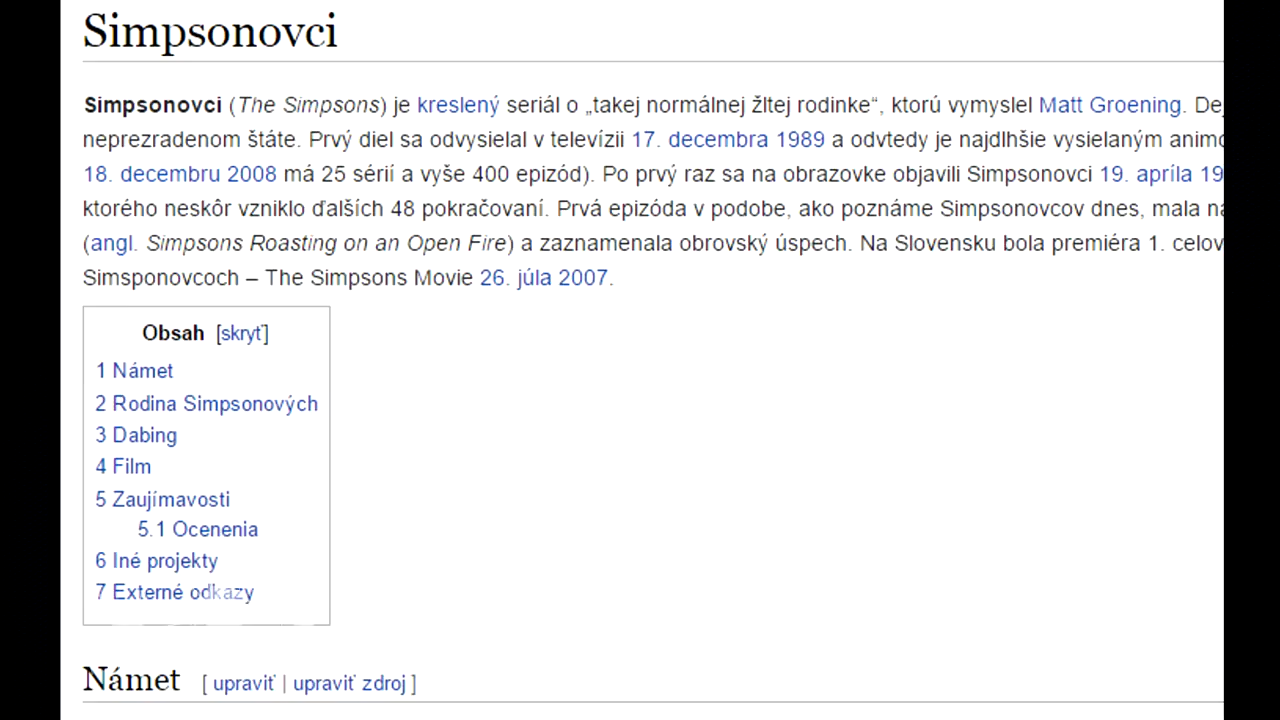 Simpsonovci
Simpsonovci (The Simpsons) je kreslený seriál o „takej normálnej žltej rodinke“, ktorú vymyslel Matt Groening.
neprezradenom štáte. Prvý diel sa odvysielal v televízii 17. decembra 1989 a odvtedy je najdlhšie vysielaným
18. decembru 2008 má 25 sérií a vyše 400 epizód). Po prvý raz sa na obrazovke objavili Simpsonovci 19. apríla
ktorého neskôr vzniklo ďalších 48 pokračovaní. Prvá epizóda v podobe, ako poznáme Simpsonovcov dnes, mala
(angl. Simpsons Roasting on an Open Fire) a zaznamenala obrovský úspech. Na Slovensku bola premiéra 1.
Simsponovcoch – The Simpsons Movie 26. júla 2007.
Obsah [skryť]
1 Námet
2 Rodina Simpsonových
3 Dabing
4 Film
5 Zaujímavosti
5.1 Ocenenia
6 Iné projekty
7 Externé odkazy
Námet [ upraviť | upraviť zdroj ]